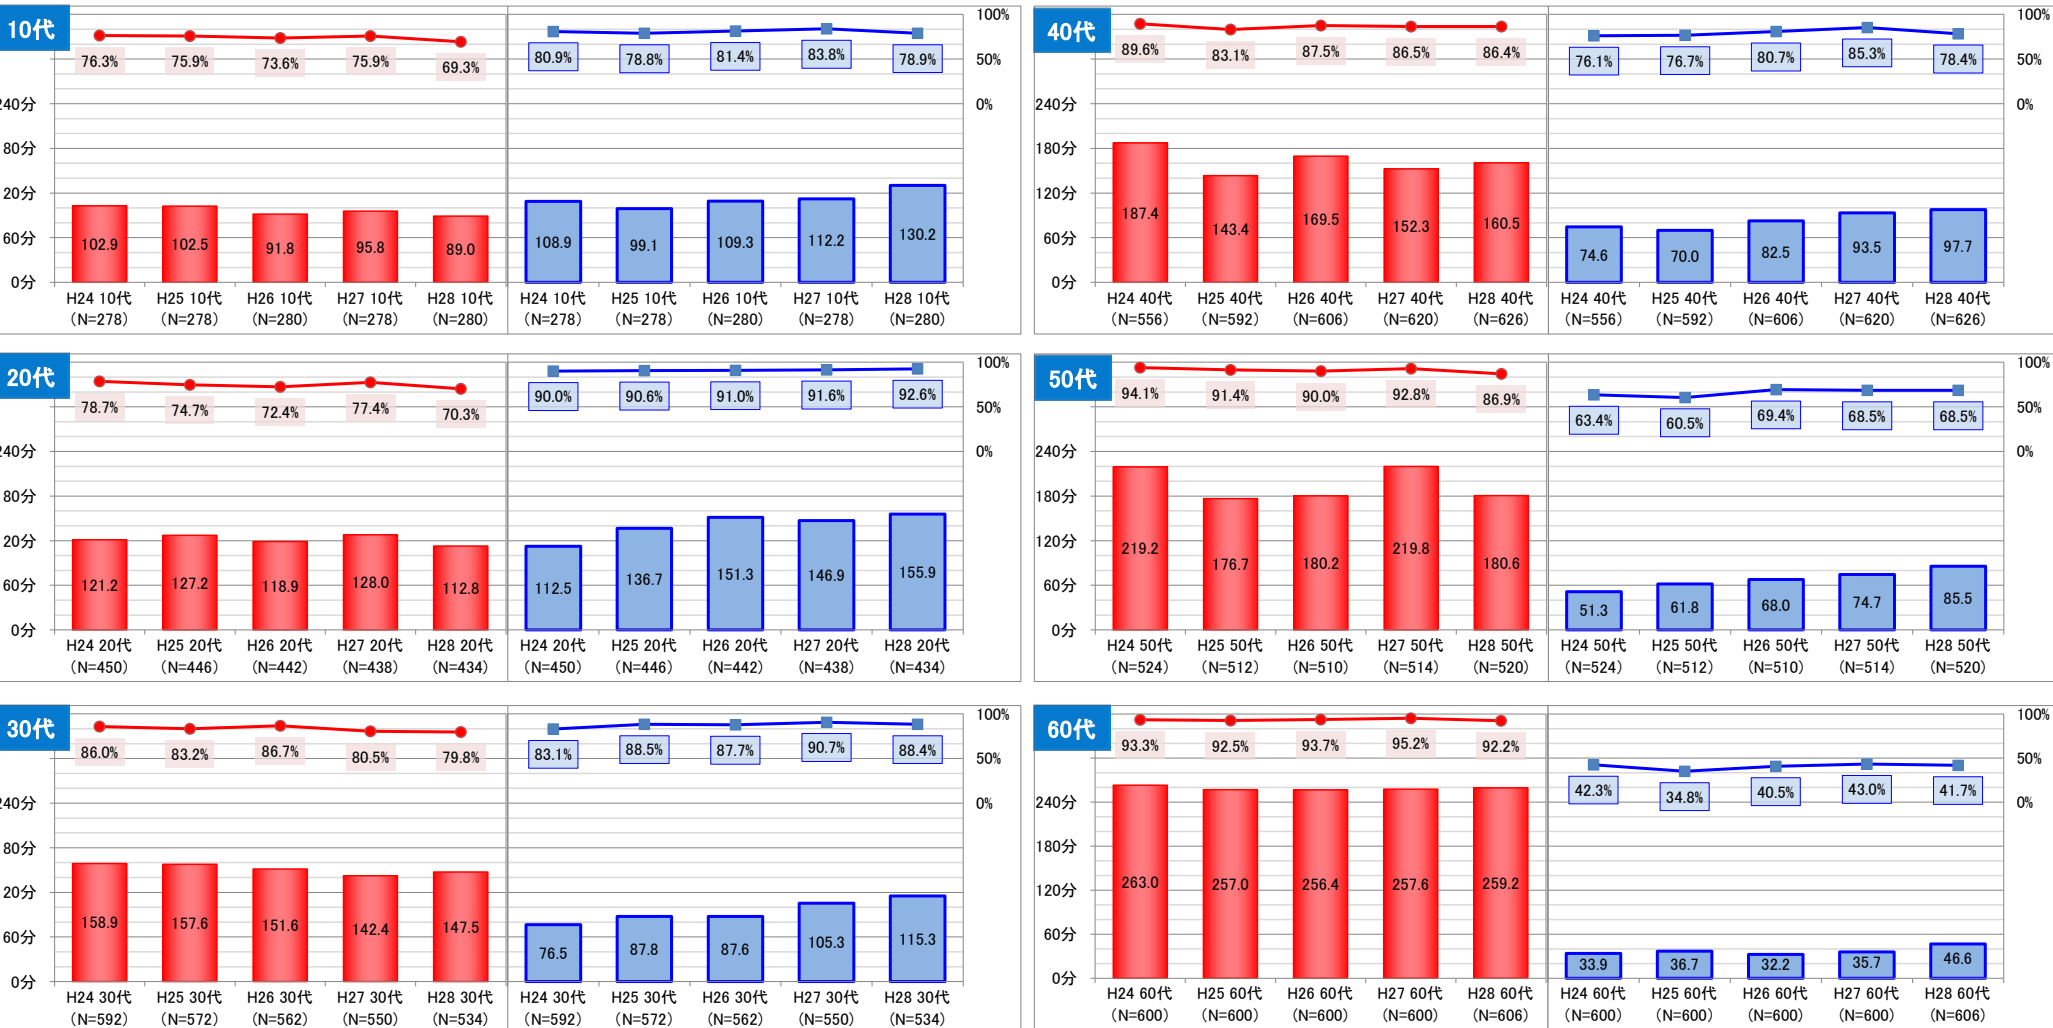 10代
76.3% 75.9% 73.6% 75.9% 69.3%
80.9% 78.8% 81.4% 83.8% 78.9%
100%
50%
0%
240分
80分
20分
60分
0分
102.9 102.5 91.8 95.8 89.0
108.9 99.1 109.3 112.2 130.2
H24 10代 H25 10代 H26 10代 H27 10代 H28 10代
（N=278） （N=278） （N=280） （N=278） （N=280）
H24 10代 H25 10代 H26 10代 H27 10代 H28 10代
（N=278） （N=278） （N=280） （N=278） （N=280）
20代
78.7% 74.7% 72.4% 77.4% 70.3%
90.0% 90.6% 91.0% 91.6% 92.6%
100%
50%
0%
240分
80分
20分
60分
0分
121.2 127.2 118.9 128.0 112.8
112.5 136.7 151.3 146.9 155.9
H24 20代 H25 20代 H26 20代 H27 20代 H28 20代
（N=450） （N=446） （N=442） （N=438） （N=434）
H24 20代 H25 20代 H26 20代 H27 20代 H28 20代
（N=450） （N=446） （N=442） （N=438） （N=434）
30代
86.0% 83.2% 86.7% 80.5% 79.8%
83.1% 88.5% 87.7% 90.7% 88.4%
100%
50%
0%
240分
80分
20分
60分
0分
158.9 157.6 151.6 142.4 147.5
76.5 87.8 87.6 105.3 115.3
H24 30代 H25 30代 H26 30代 H27 30代 H28 30代
（N=592） （N=572） （N=562） （N=550） （N=534）
H24 30代 H25 30代 H26 30代 H27 30代 H28 30代
（N=592） （N=572） （N=562） （N=550） （N=534）
40代
89.6% 83.1% 87.5% 86.5% 86.4%
76.1% 76.7% 80.7% 85.3% 78.4%
100%
50%
0%
240分
180分
120分
60分
0分
187.4 143.4 169.5 152.3 160.5
74.6 70.0 82.5 93.5 97.7
H24 40代 H25 40代 H26 40代 H27 40代 H28 40代
（N=556） （N=592） （N=606） （N=620） （N=626）
H24 40代 H25 40代 H26 40代 H27 40代 H28 40代
（N=556） （N=592） （N=606） （N=620） （N=626）
50代
94.1% 91.4% 90.0% 92.8% 86.9%
63.4% 60.5% 69.4% 68.5% 68.5%
100%
50%
0%
240分
180分
120分
60分
0分
219.2 176.7 180.2 219.8 180.6
51.3 61.8 68.0 74.7 85.5
H24 50代 H25 50代 H26 50代 H27 50代 H28 50代
（N=524） （N=512） （N=510） （N=514） （N=520）
H24 50代 H25 50代 H26 50代 H27 50代 H28 50代
（N=524） （N=512） （N=510） （N=514） （N=520）
60代
93.3% 92.5% 93.7% 95.2% 92.2%
42.3% 34.8% 40.5% 43.0% 41.7%
100%
50%
0%
240分
180分
120分
60分
0分
263.0 257.0 256.4 257.6 259.2
33.9 36.7 32.2 35.7 46.6
H24 60代 H25 60代 H26 60代 H27 60代 H28 60代
（N=600） （N=600） （N=600） （N=600） （N=606）
H24 60代 H25 60代 H26 60代 H27 60代 H28 60代
（N=600） （N=600） （N=600） （N=600） （N=606）